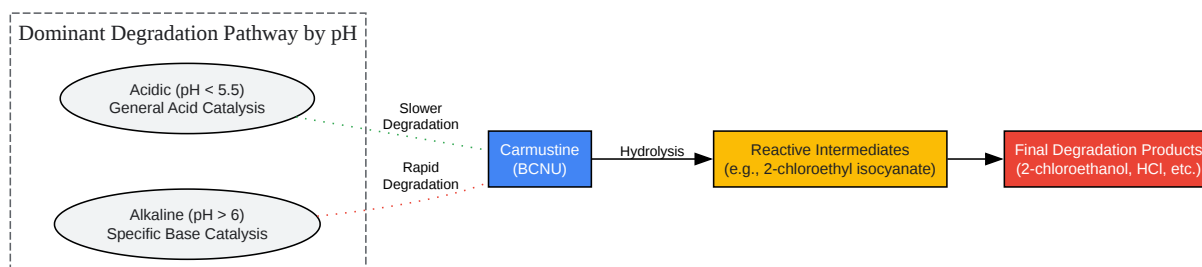 Dominant Degradation Pathway by pH
Acidic (pH < 5.5)
General Acid Catalysis
Alkaline (pH > 6)
Specific Base Catalysis
Slower
Degradation
Rapid
Degradation
Carmustine
(BCNU)
Hydrolysis
Reactive Intermediates
(e.g., 2-chloroethyl isocyanate)
Final Degradation Products
(2-chloroethanol, HCl, etc.)